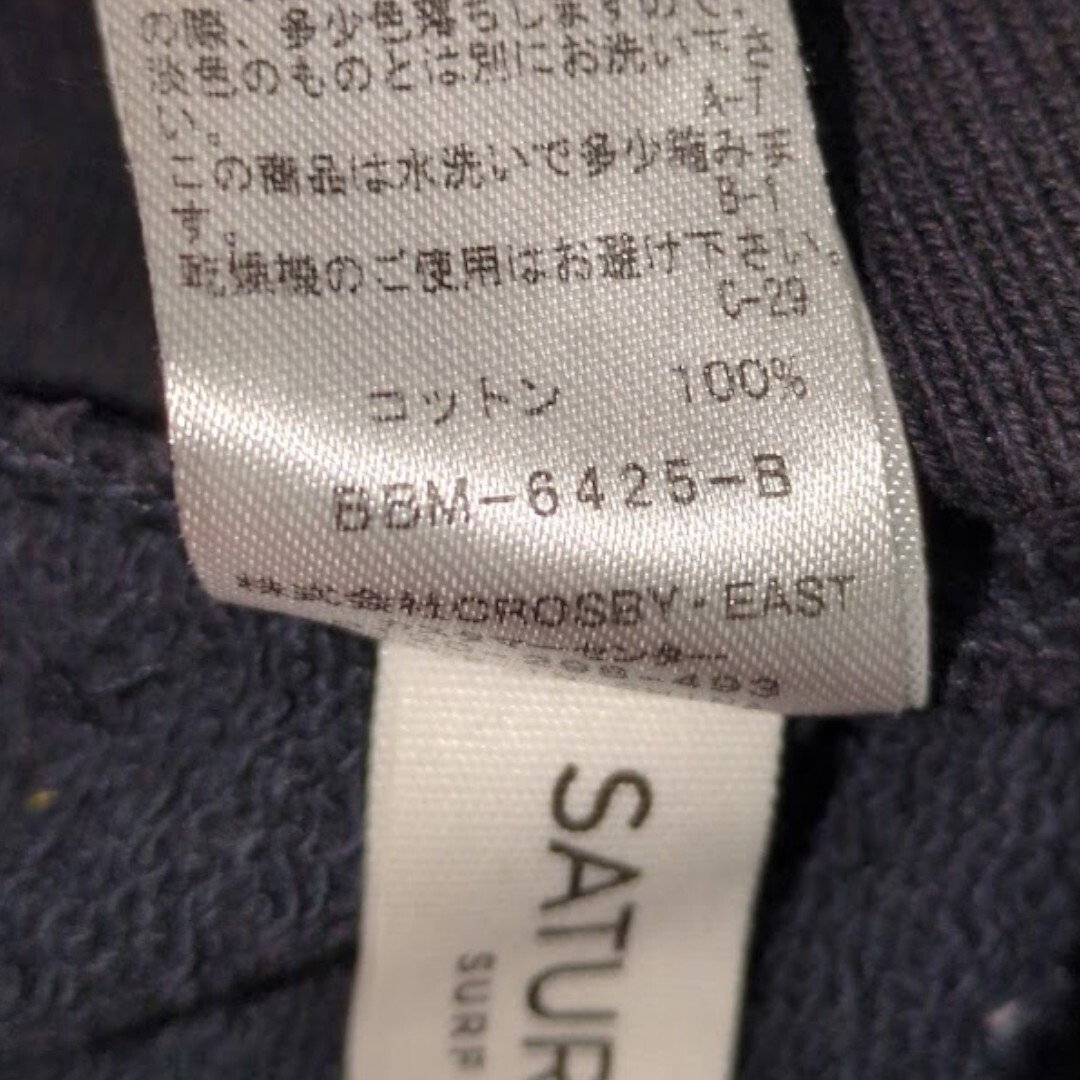 の際、多少色落ちしますので、
淡色のものとは別にお洗い下さ
い。
A-7
この商品は水洗いで多少縮みま
す。
B-1
乾燥機のご使用はお避け下さい。
C-29
コットン 100%
BBM-6425-B
株式会社CROSBY・EAST
センター
SATUR
SURF